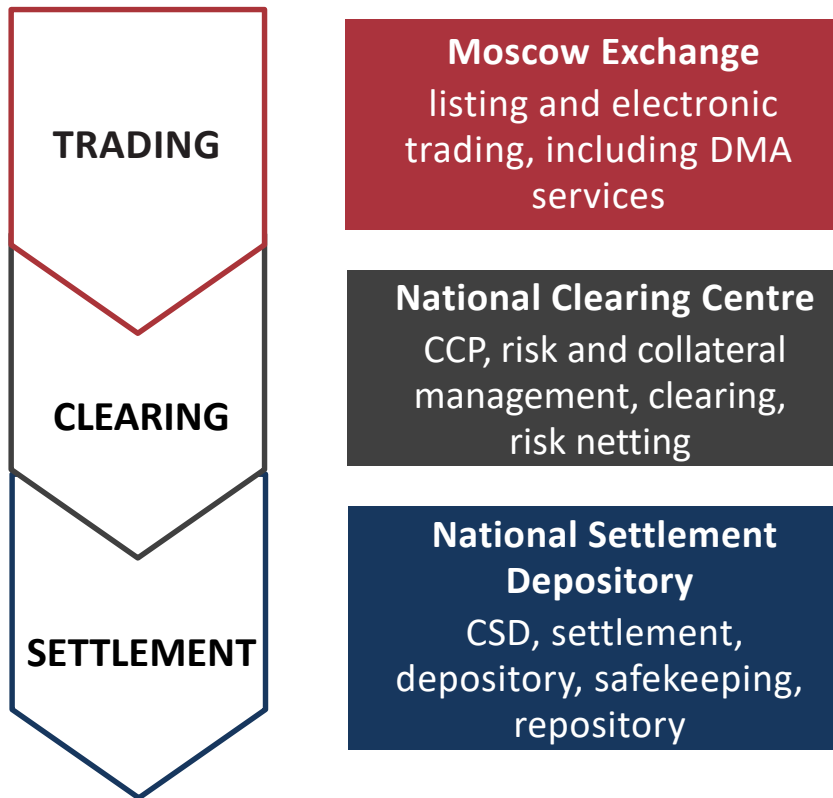 TRADING
Moscow Exchange
listing and electronic
trading, including DMA
services
CLEARING
National Clearing Centre
CCP, risk and collateral
management, clearing,
risk netting
SETTLEMENT
National Settlement
Depository
CSD, settlement,
depository, safekeeping,
repository